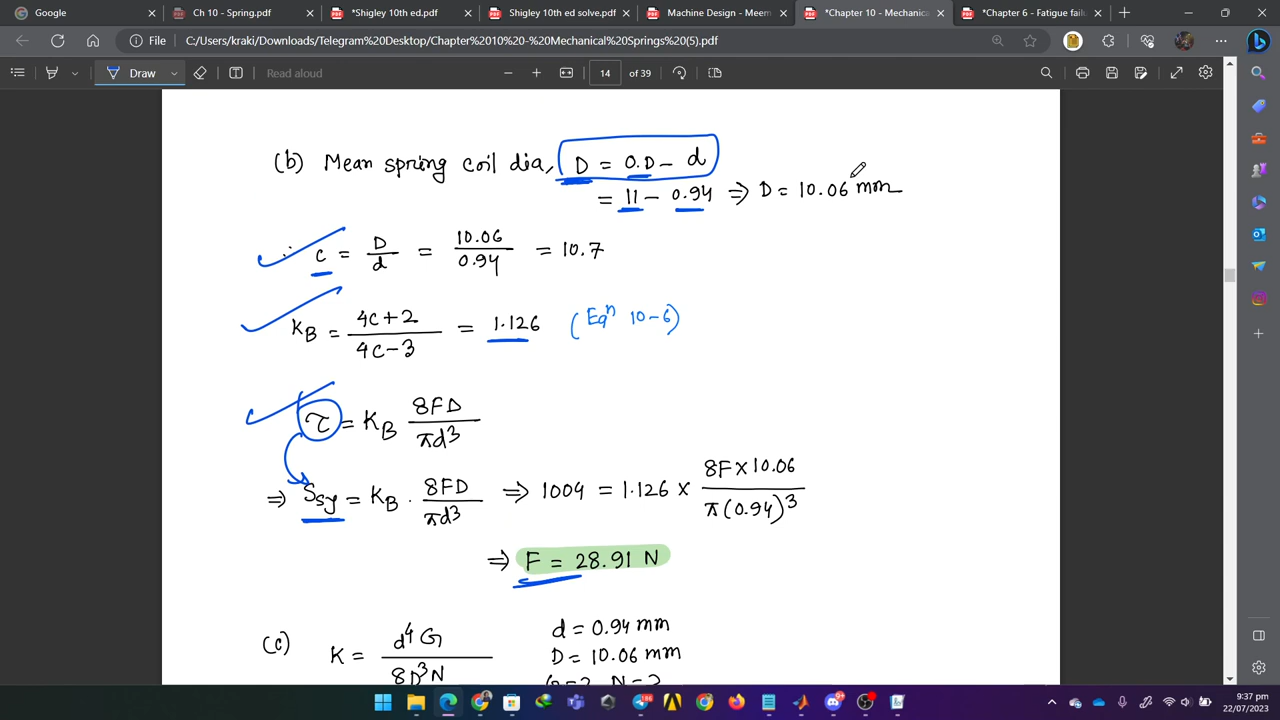 Google
Ch 10 - Spring.pdf
*Shigley 10th ed.pdf
Shigley 10th ed solve.pdf
Machine Design - Meem
*Chapter 10 - Mechanica
*Chapter 6 - Fatigue failu
File
C:/Users/kraki/Downloads/Telegram%20Desktop/Chapter%2010%20-%20Mechanical%20Springs%20(5).pdf
Draw
Read aloud
14 of 39
(b) Mean spring coil dia, D = O.D - d
= 11 - 0.94 ⇒ D = 10.06 mm
∴ C = D/d = 10.06/0.94 = 10.7
K_B = (4C+2)/(4C-3) = 1.126 (Eqⁿ 10-6)
τ = K_B 8FD/πd³
⇒ S_sy = K_B · 8FD/πd³ ⇒ 1004 = 1.126 × 8F×10.06/π(0.94)³
⇒ F = 28.91 N
(c) K = d⁴G/8D³N
d = 0.94 mm
D = 10.06 mm
9:37 pm
22/07/2023